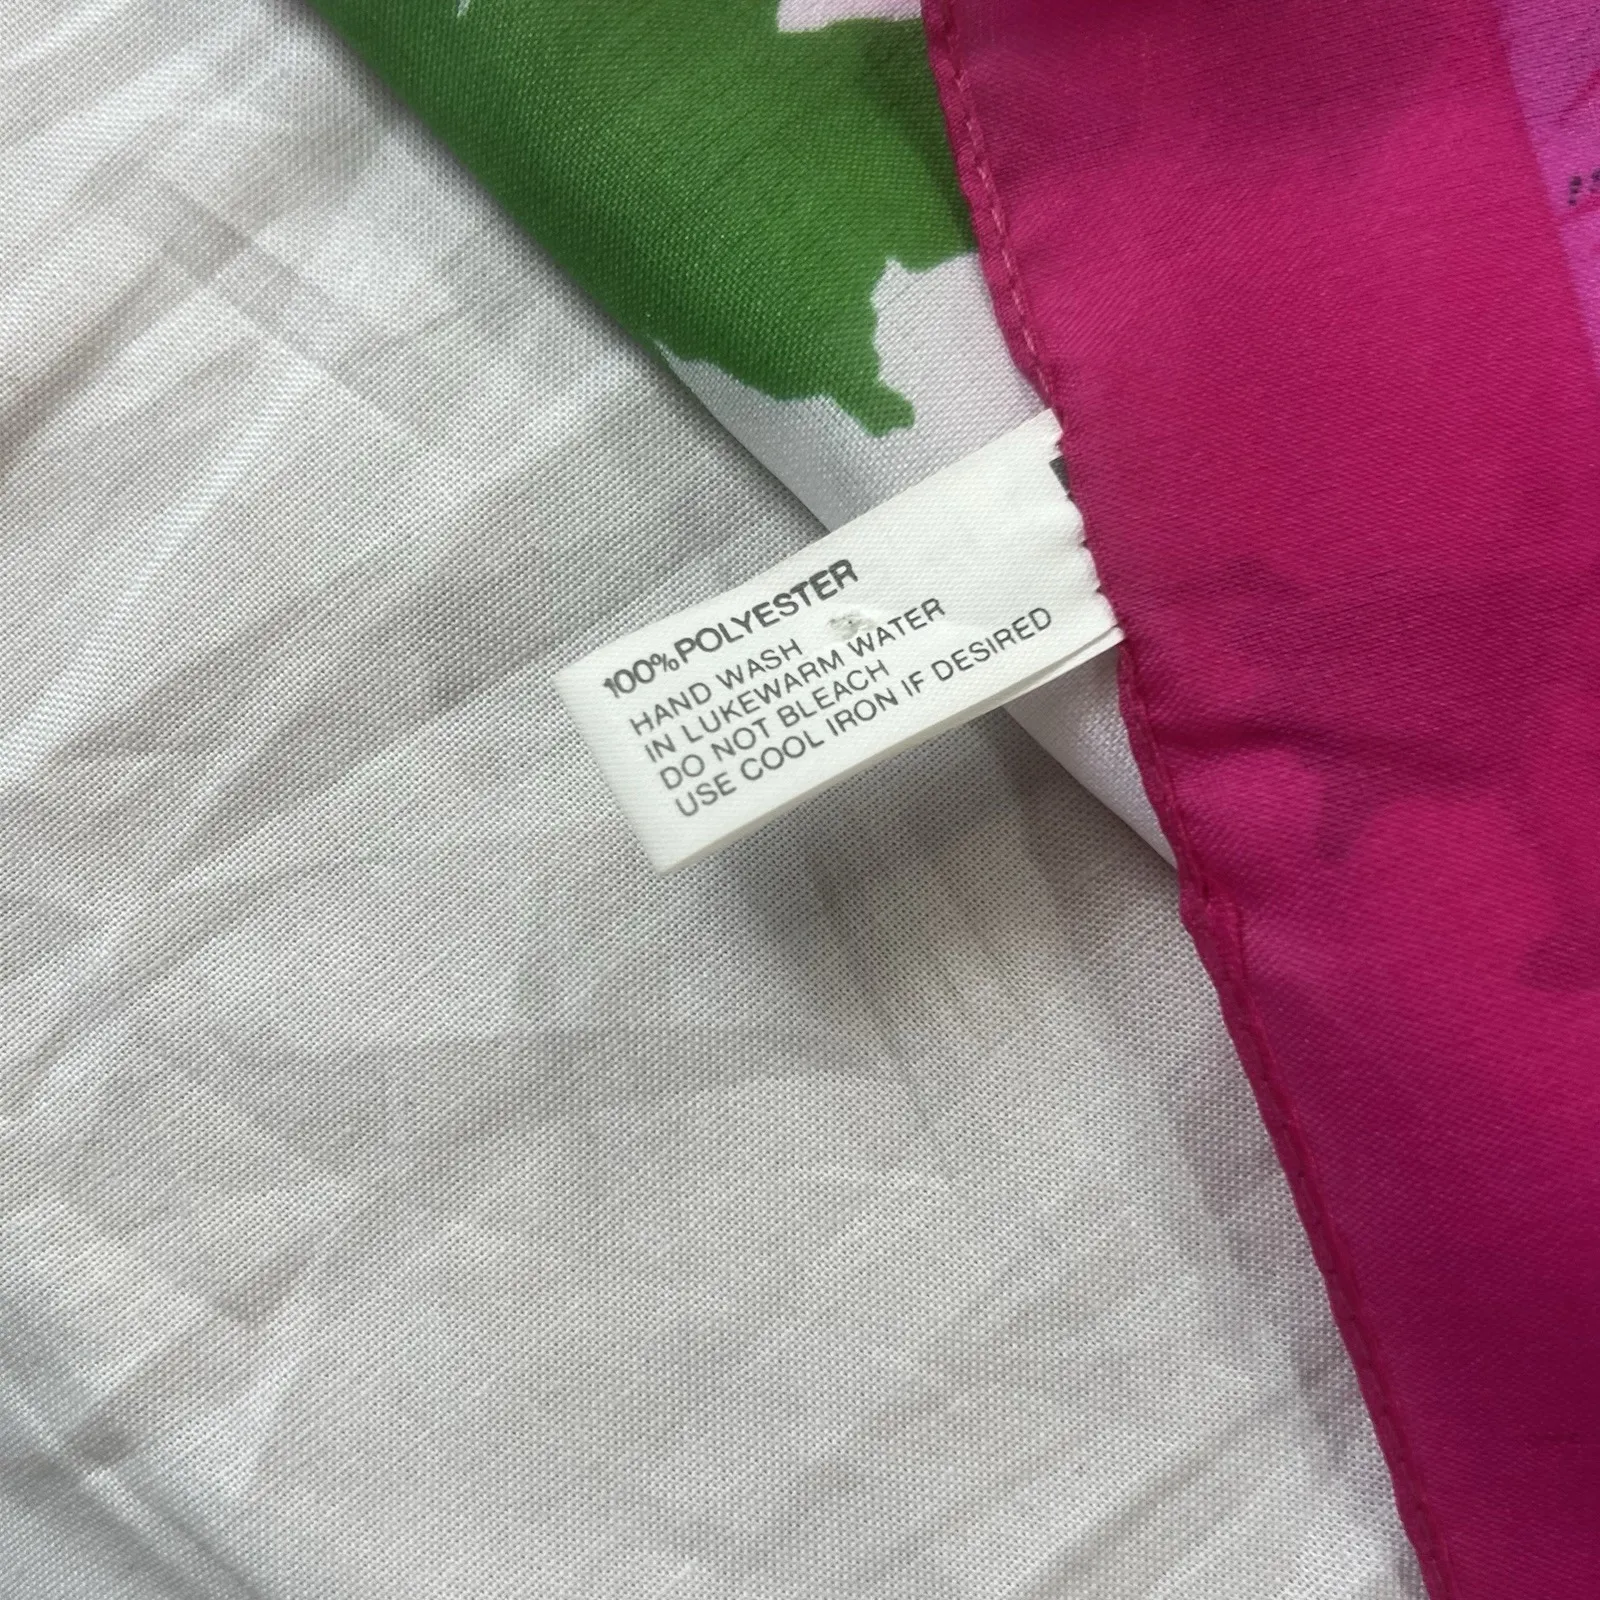 100%POLYESTER
HAND WASH
IN LUKEWARM WATER
DO NOT BLEACH
USE COOL IRON IF DESIRED